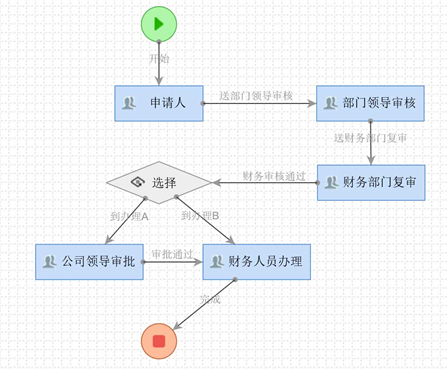 开始
申请人
送部门领导审核
部门领导审核
送财务部门复审
选择
财务审核通过
财务部门复审
到办理A
到办理B
公司领导审批
审批通过
财务人员办理
完成